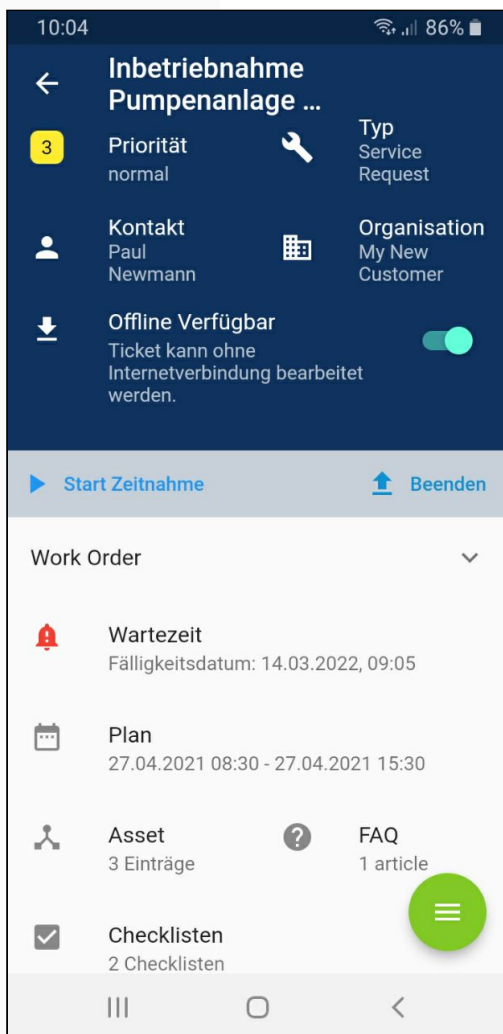 10:04
86%
Inbetriebnahme
Pumpenanlage ...
3
Priorität
normal
Typ
Service
Request
Kontakt
Paul
Newmann
Organisation
My New
Customer
Offline Verfügbar
Ticket kann ohne
Internetverbindung bearbeitet
werden.
Start Zeitnahme
Beenden
Work Order
Wartezeit
Fälligkeitsdatum: 14.03.2022, 09:05
Plan
27.04.2021 08:30 - 27.04.2021 15:30
Asset
3 Einträge
FAQ
1 article
Checklisten
2 Checklisten